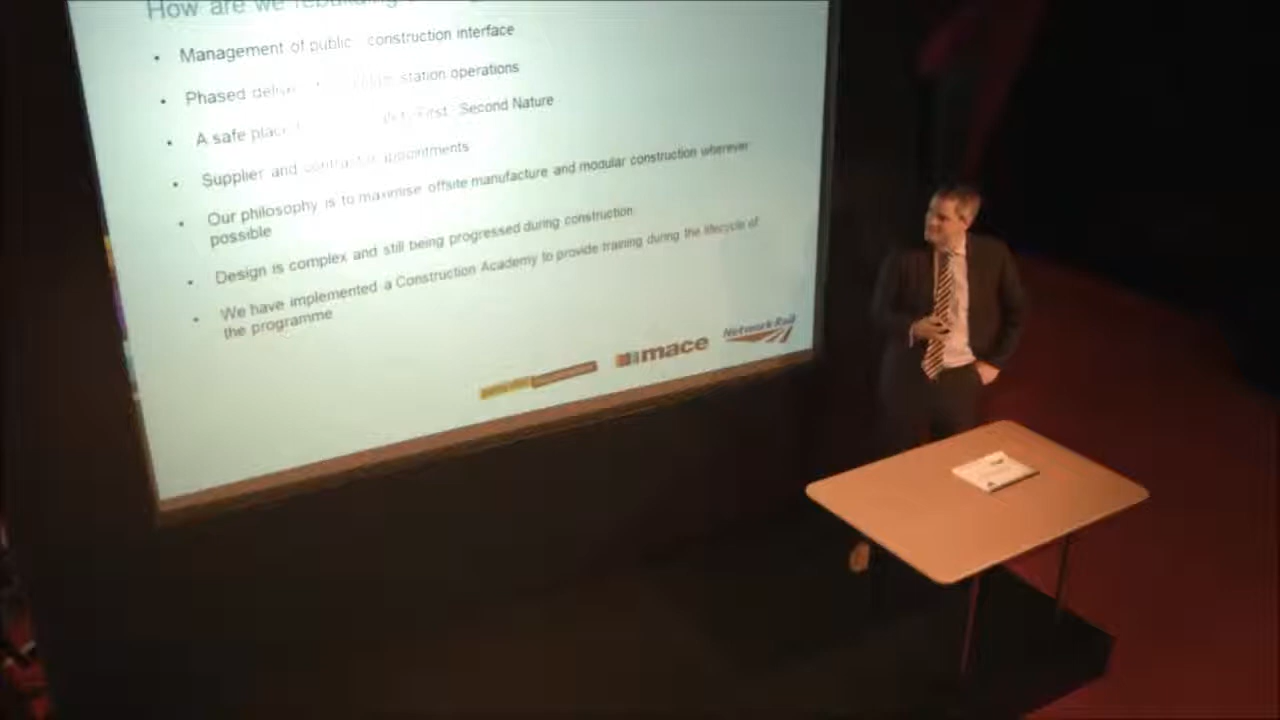 How are we
Management of public construction interface
Phased station operations
A safe place First Second Nature
Supplier and contractor appointments
Our philosophy is to maximise offsite manufacture and modular construction wherever
possible
Design is complex and still being progressed during construction
We have implemented a Construction Academy to provide training during the lifecycle of
the programme
mace
Network Rail